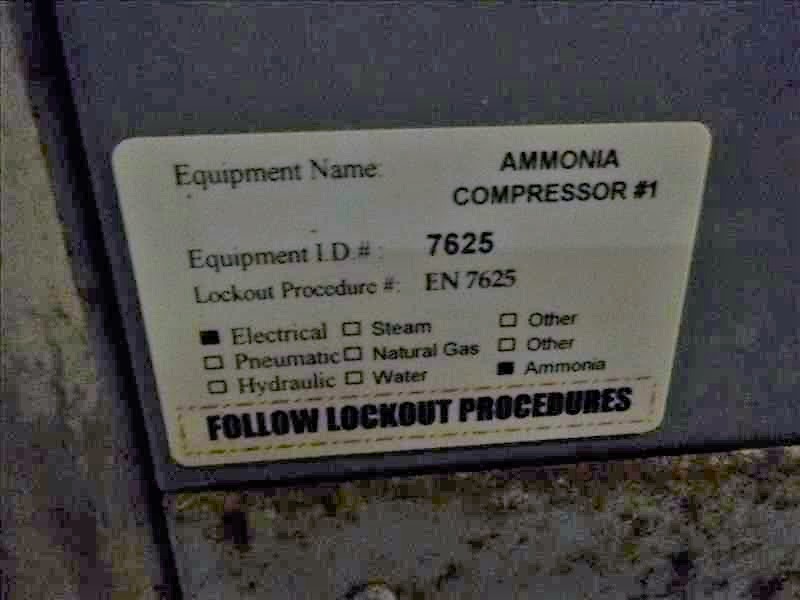 Equipment Name: AMMONIA
COMPRESSOR #1
Equipment I.D.#: 7625
Lockout Procedure #: EN 7625
■ Electrical □ Steam □ Other
□ Pneumatic □ Natural Gas □ Other
□ Hydraulic □ Water ■ Ammonia
FOLLOW LOCKOUT PROCEDURES